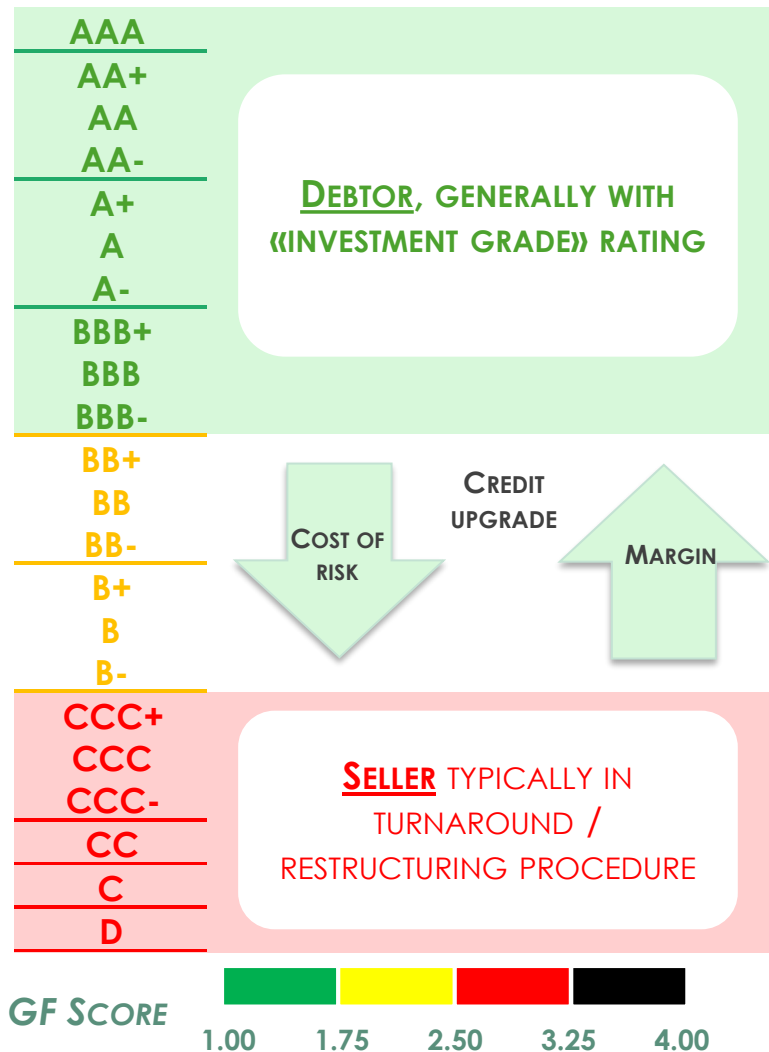 AAA
AA+
AA
AA-
A+
A
A-
BBB+
BBB
BBB-
DEBTOR, GENERALLY WITH
«INVESTMENT GRADE» RATING
BB+
BB
BB-
B+
B
B-
COST OF
RISK
CREDIT
UPGRADE
MARGIN
CCC+
CCC
CCC-
CC
C
D
SELLER TYPICALLY IN
TURNAROUND /
RESTRUCTURING PROCEDURE
GF SCORE
1.00 1.75 2.50 3.25 4.00